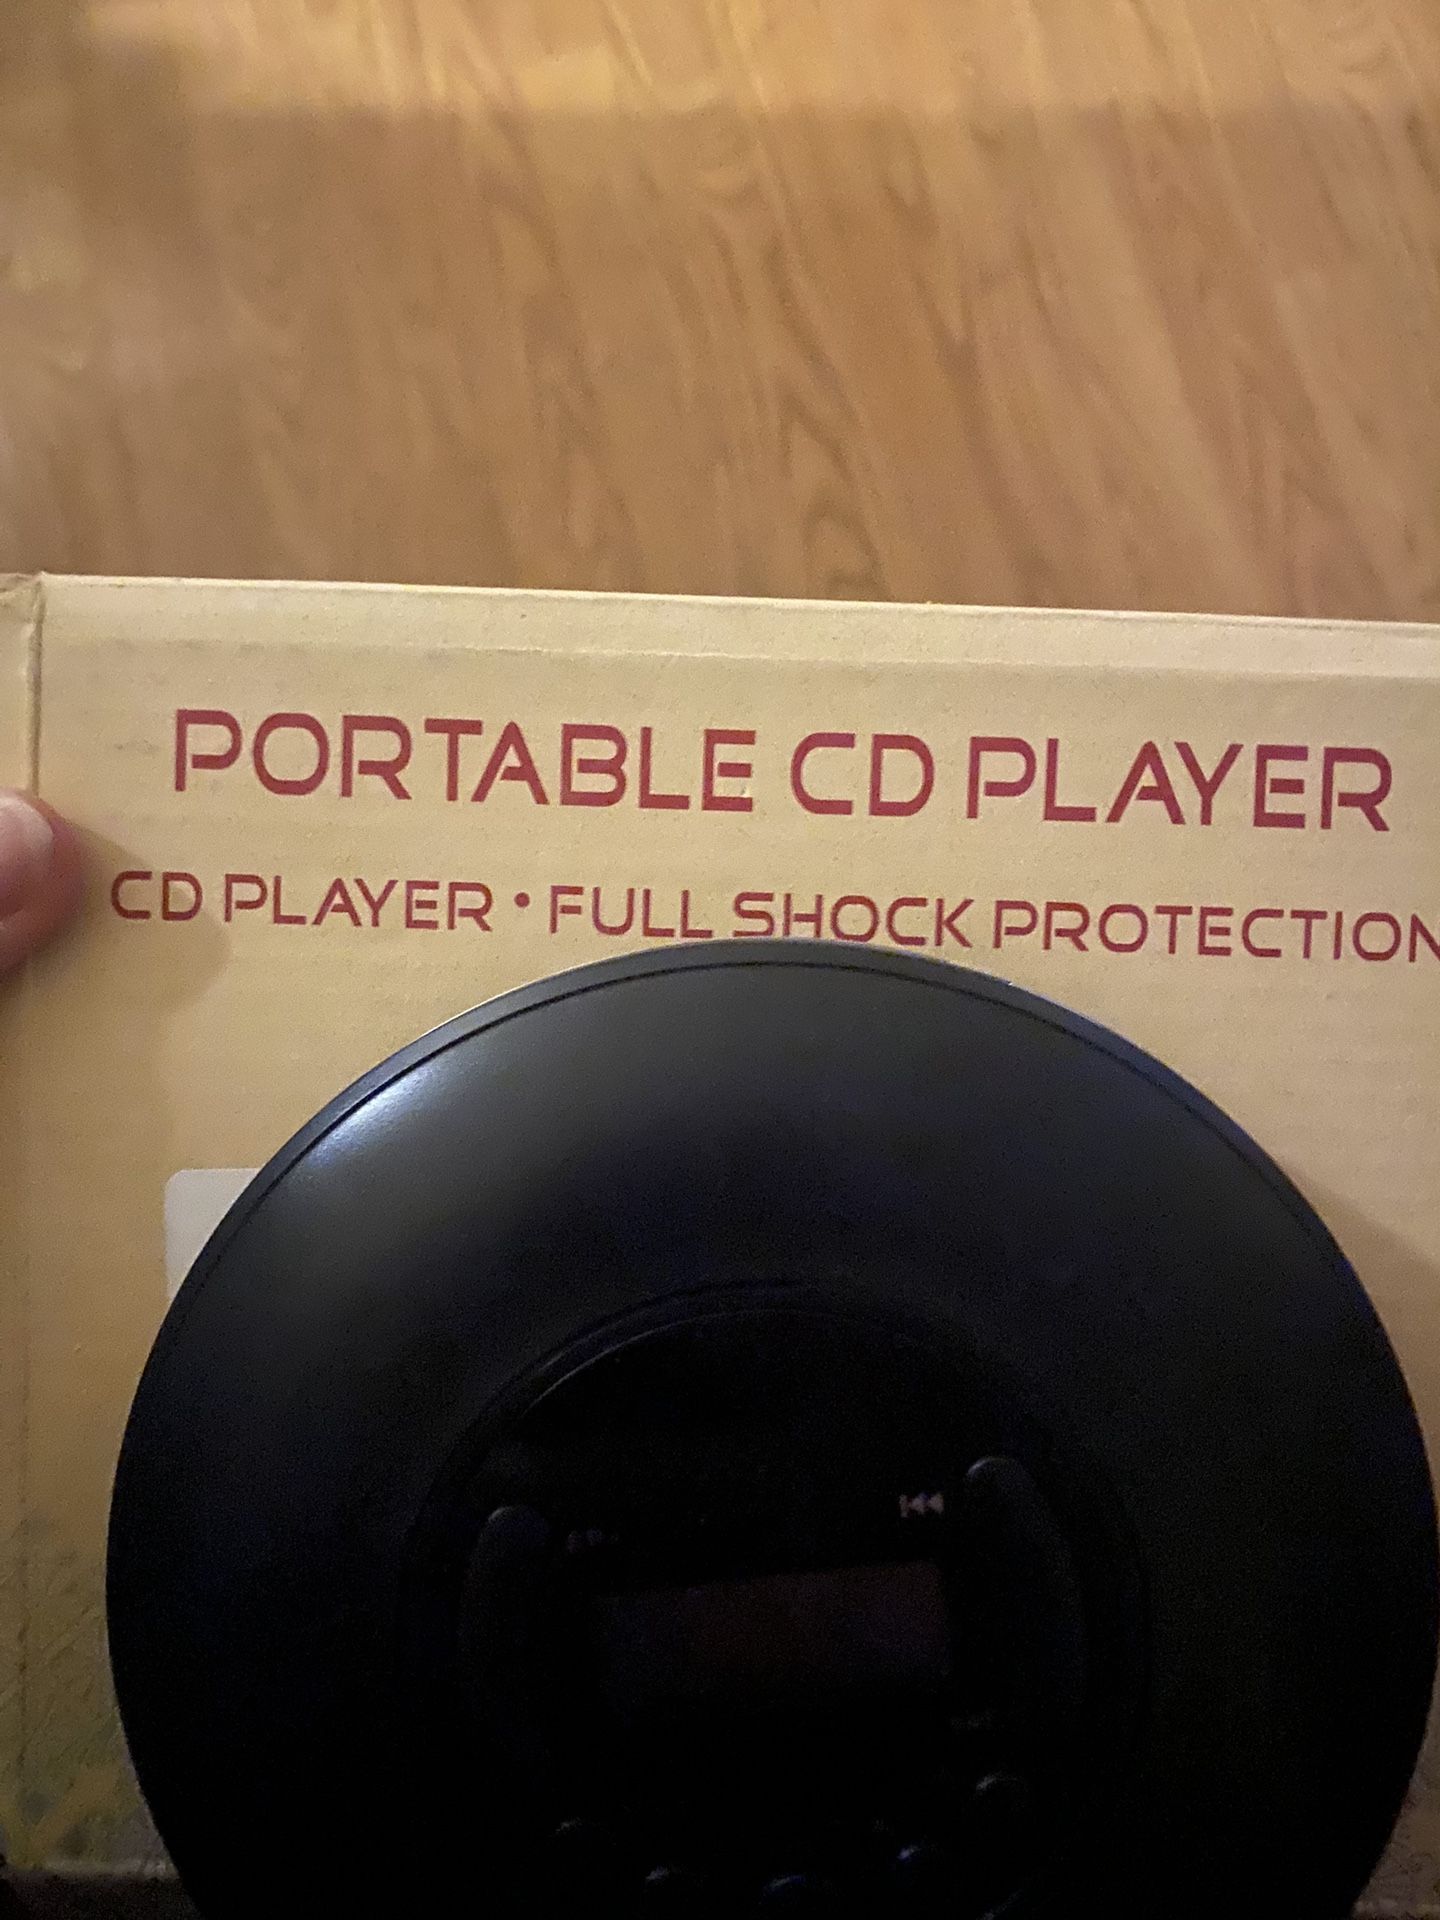 PORTABLE CD PLAYER
CD PLAYER • FULL SHOCK PROTECTION